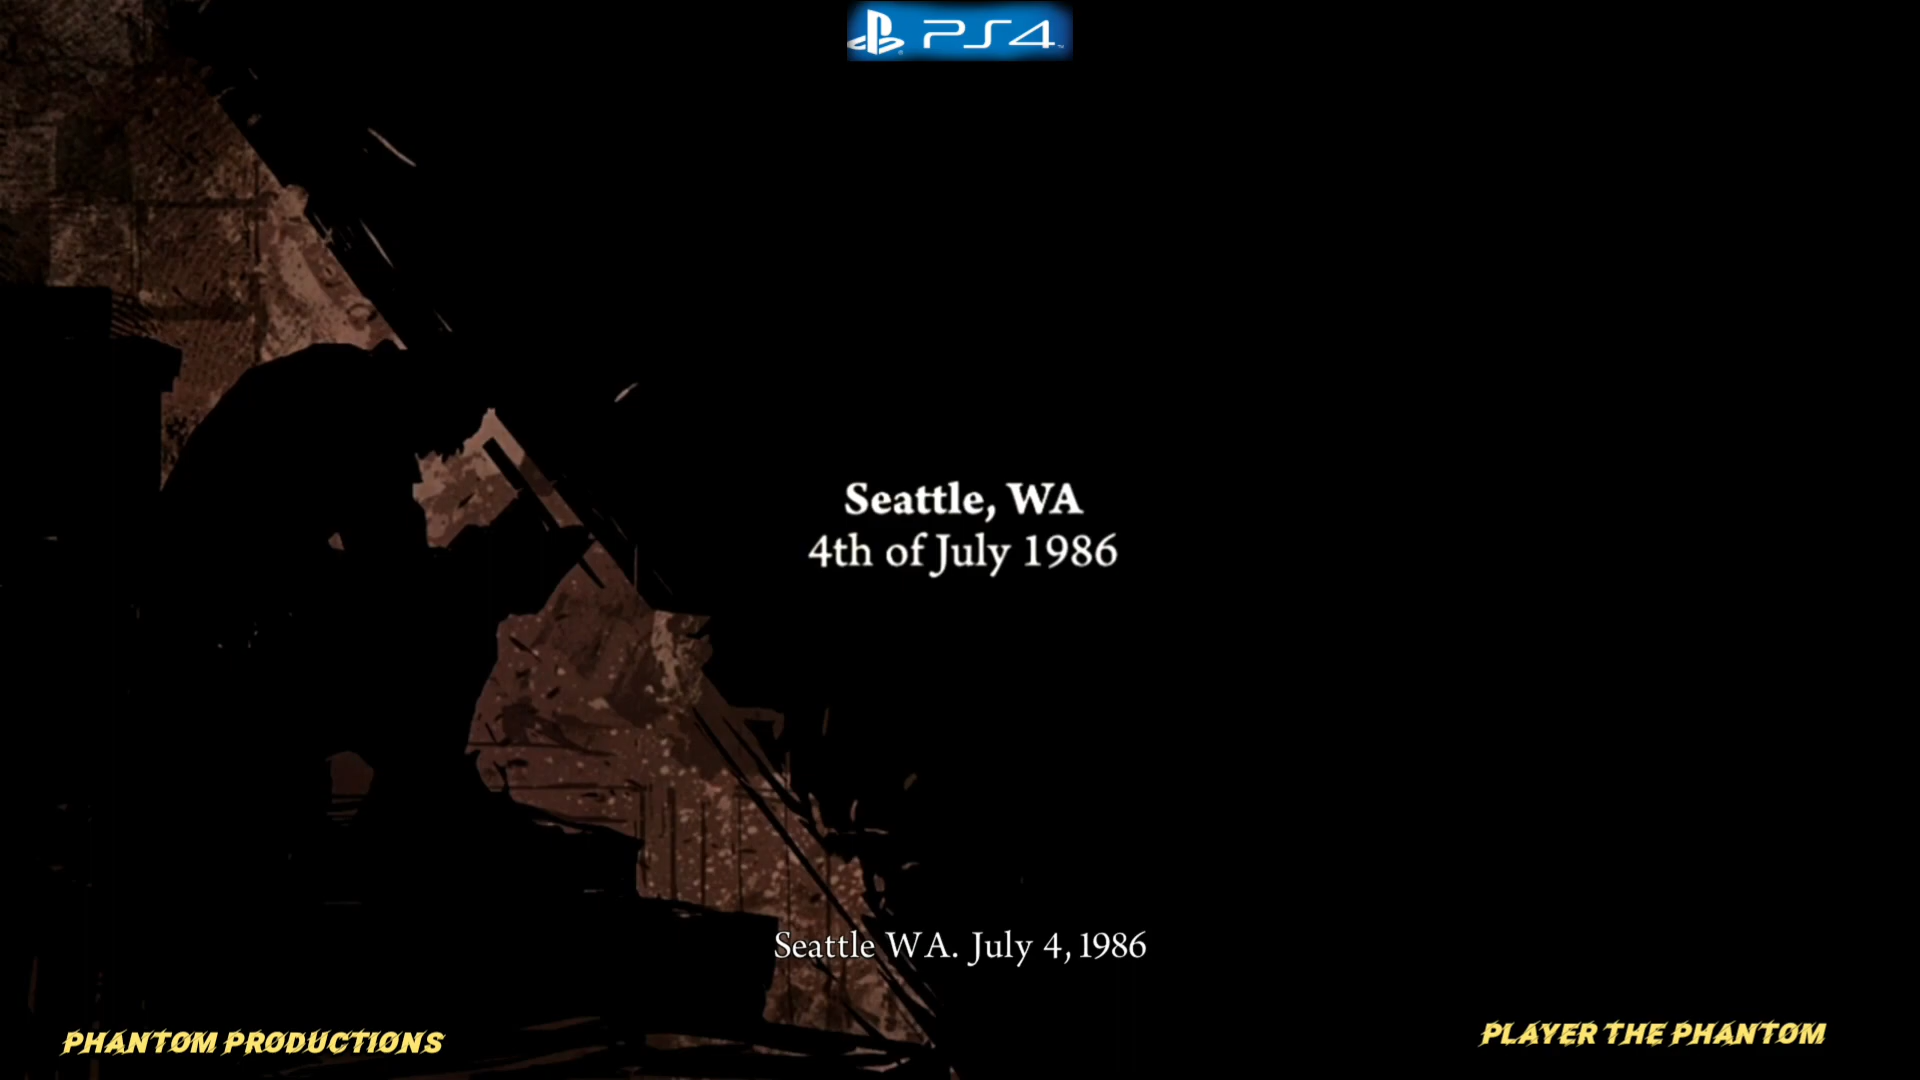 PS4
Seattle, WA
4th of July 1986
Seattle WA. July 4, 1986
PHANTOM PRODUCTIONS
PLAYER THE PHANTOM